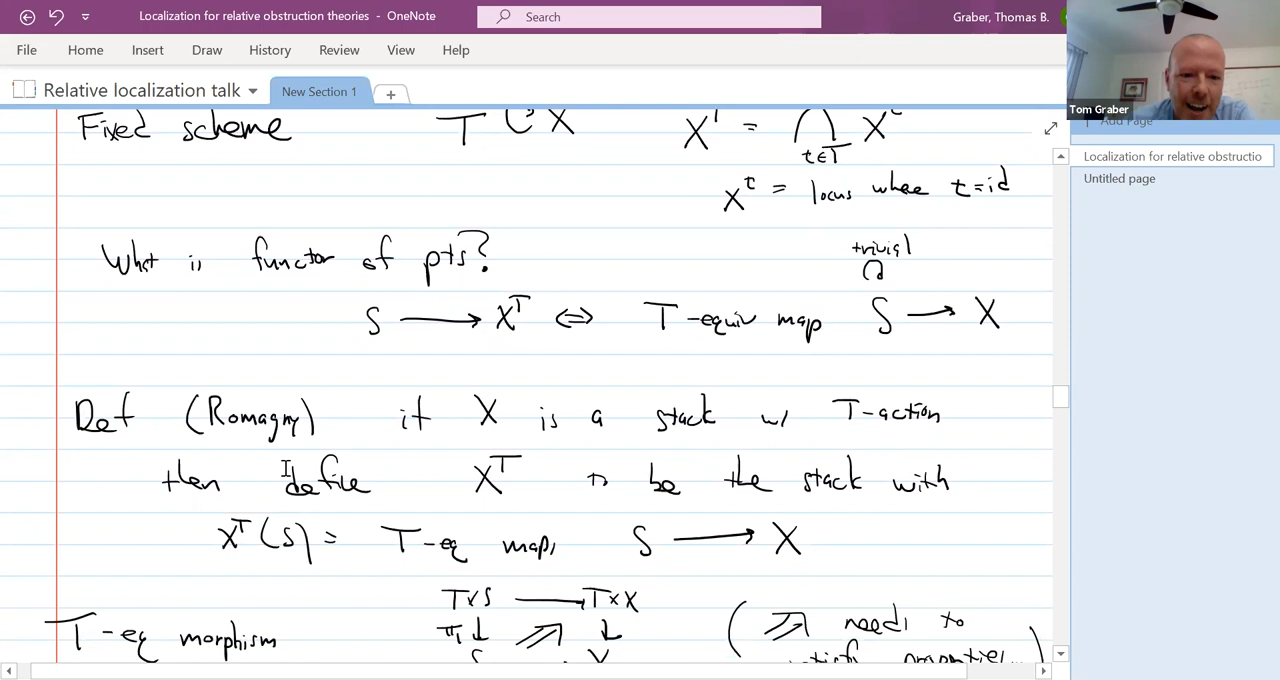 Localization for relative obstruction theories - OneNote
Search
Graber, Thomas B.
File Home Insert Draw History Review View Help
Relative localization talk
New Section 1
Tom Graber
Add Page
Localization for relative obstructio
Untitled page
Fixed scheme T X X^T = ⋂ X^t
t∈T
X^t = locus where t=id
What is functor of pts?
trivial
S ⟶ X^T ⇔ T-equiv map S → X
Def (Romagny) if X is a stack w/ T-action
then define X^T to be the stack with
X^T(S) = T-eq maps S ⟶ X
T×S ⟶ T×X
T-eq morphism π↓ ⇗ ↓ ( ⇗ needs to